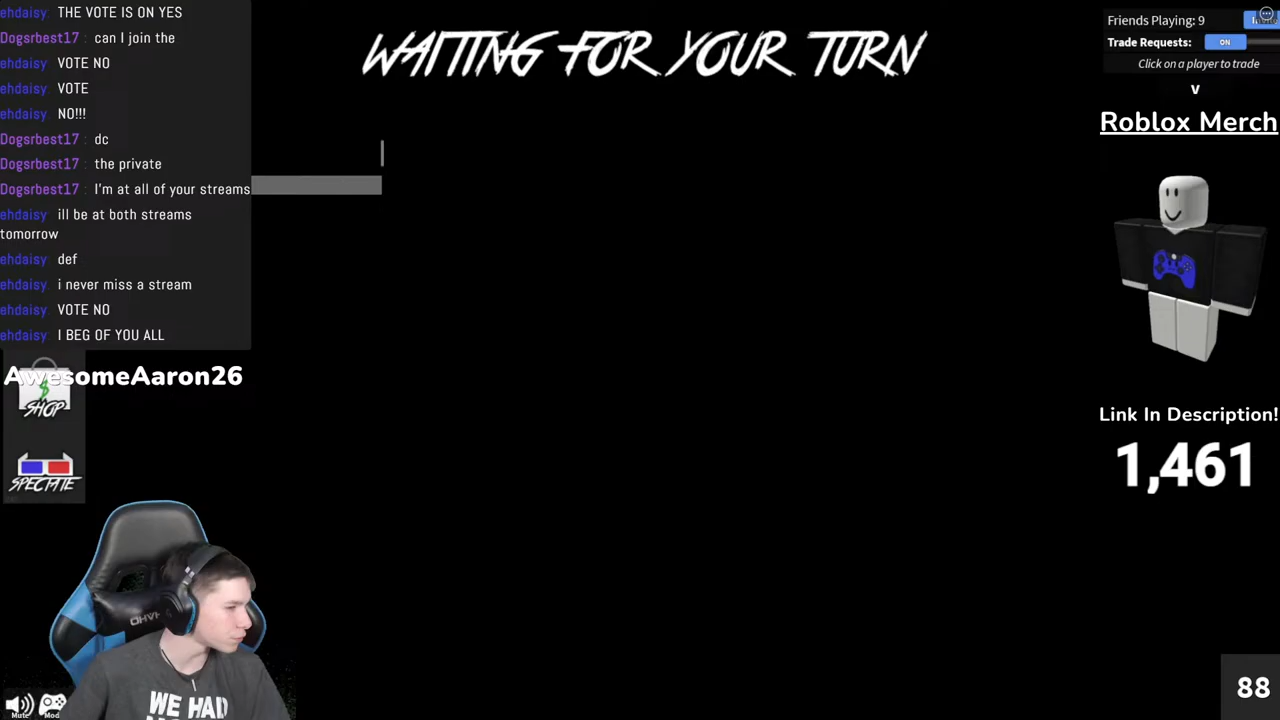 ehdaisy: THE VOTE IS ON YES
Dogsrbest17: can I join the
ehdaisy: VOTE NO
ehdaisy: VOTE
ehdaisy: NO!!!
Dogsrbest17: dc
Dogsrbest17: the private
Dogsrbest17: I'm at all of your streams
ehdaisy: ill be at both streams
tomorrow
ehdaisy: def
ehdaisy: i never miss a stream
ehdaisy: VOTE NO
ehdaisy: I BEG OF YOU ALL
AwesomeAaron26
$
SHOP
SPECTATE
Mute
Mod
WE HAD
WAITING FOR YOUR TURN
Friends Playing: 9
Trade Requests: ON
Click on a player to trade
v
Roblox Merch
Link In Description!
1,461
88